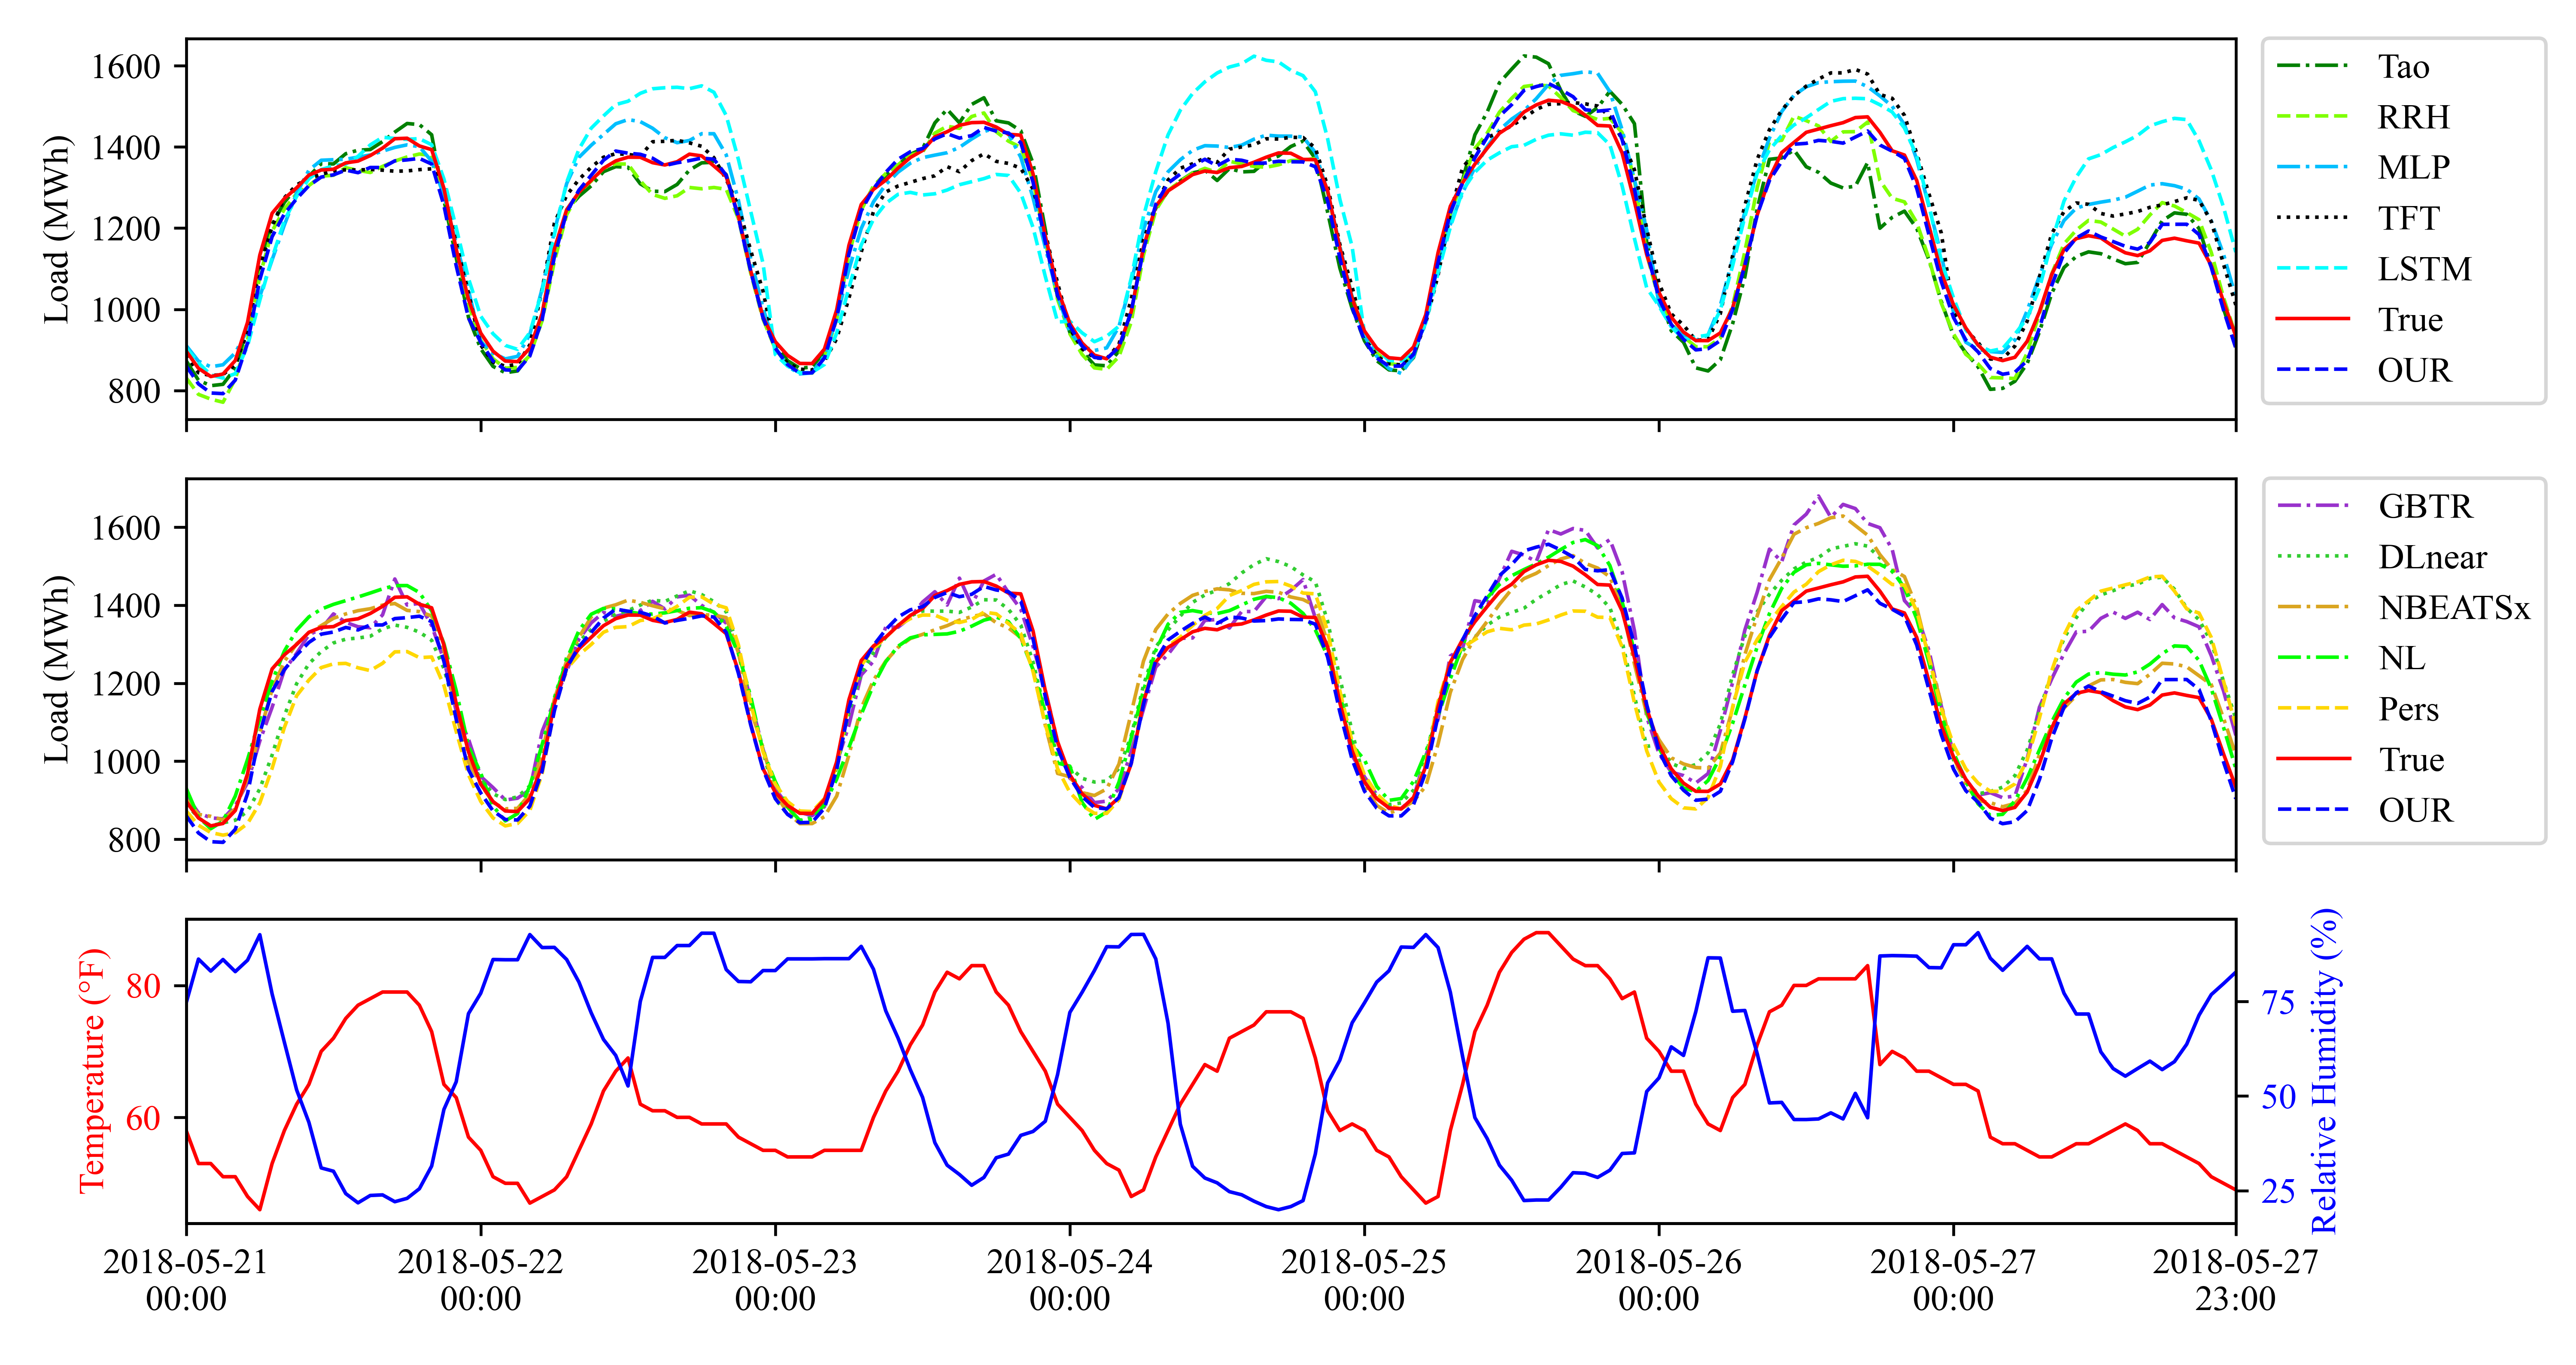 Load (MWh)
1600
1400
1200
1000
800
Tao
RRH
MLP
TFT
LSTM
True
OUR
Load (MWh)
1600
1400
1200
1000
800
GBTR
DLnear
NBEATSx
NL
Pers
True
OUR
Temperature (°F)
80
60
75
50
25
Relative Humidity (%)
2018-05-21
00:00
2018-05-22
00:00
2018-05-23
00:00
2018-05-24
00:00
2018-05-25
00:00
2018-05-26
00:00
2018-05-27
00:00
2018-05-27
23:00